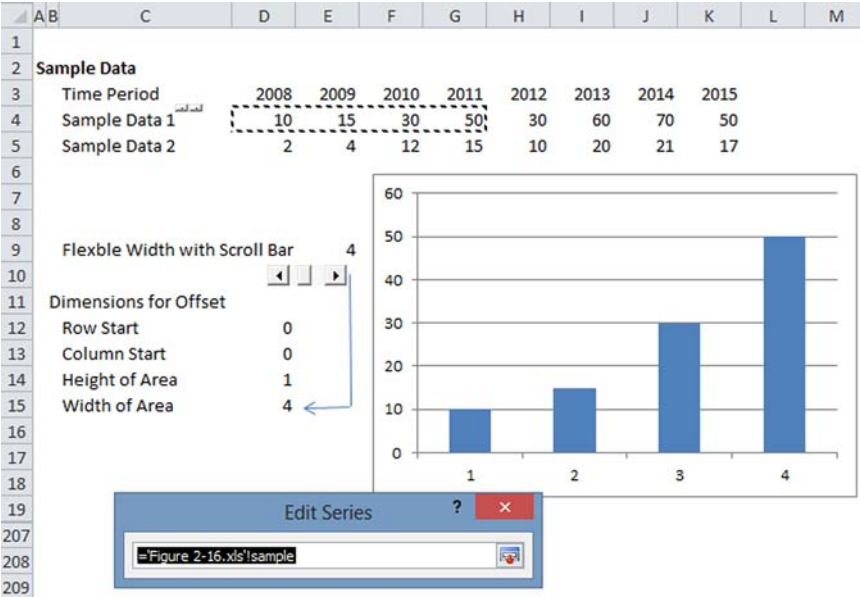 A B C D E F G H I J K L M
1
2 Sample Data
3 Time Period 2008 2009 2010 2011 2012 2013 2014 2015
4 Sample Data 1 10 15 30 50 30 60 70 50
5 Sample Data 2 2 4 12 15 10 20 21 17
6
7
8
9 Flexble Width with Scroll Bar 4
10
11 Dimensions for Offset
12 Row Start 0
13 Column Start 0
14 Height of Area 1
15 Width of Area 4
16
17
18
19
207
208
209
60
50
40
30
20
10
0
1 2 3 4
Edit Series ?
='Figure 2-16.xls'!sample